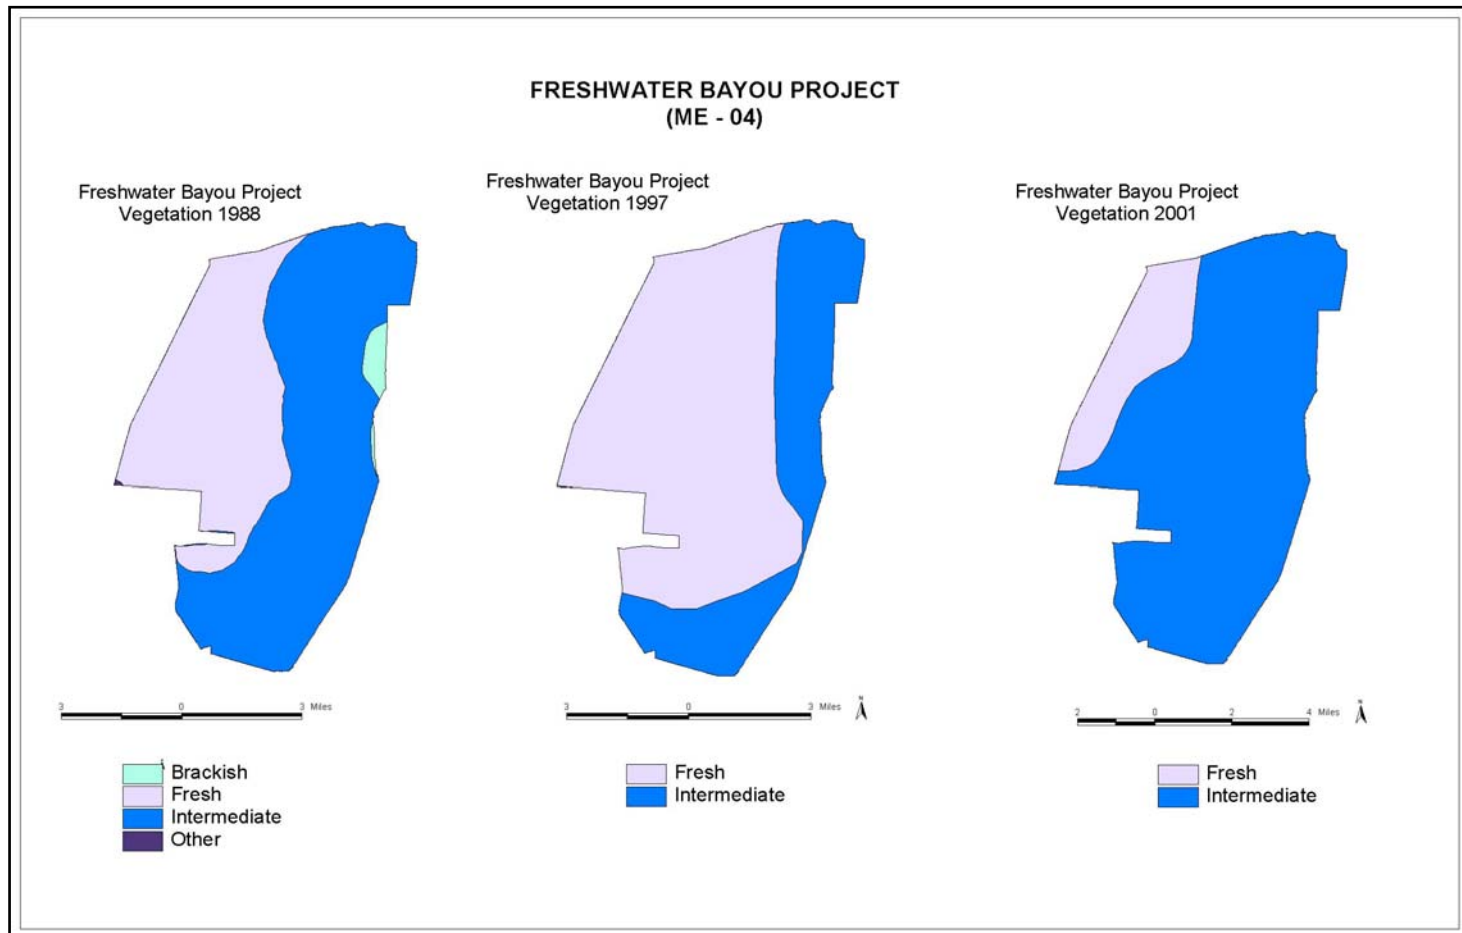 FRESHWATER BAYOU PROJECT
(ME - 04)
Freshwater Bayou Project
Vegetation 1988
Freshwater Bayou Project
Vegetation 1997
Freshwater Bayou Project
Vegetation 2001
3 0 3 Miles
3 0 3 Miles
N
2 0 2 4 Miles
N
Brackish
Fresh
Intermediate
Other
Fresh
Intermediate
Fresh
Intermediate